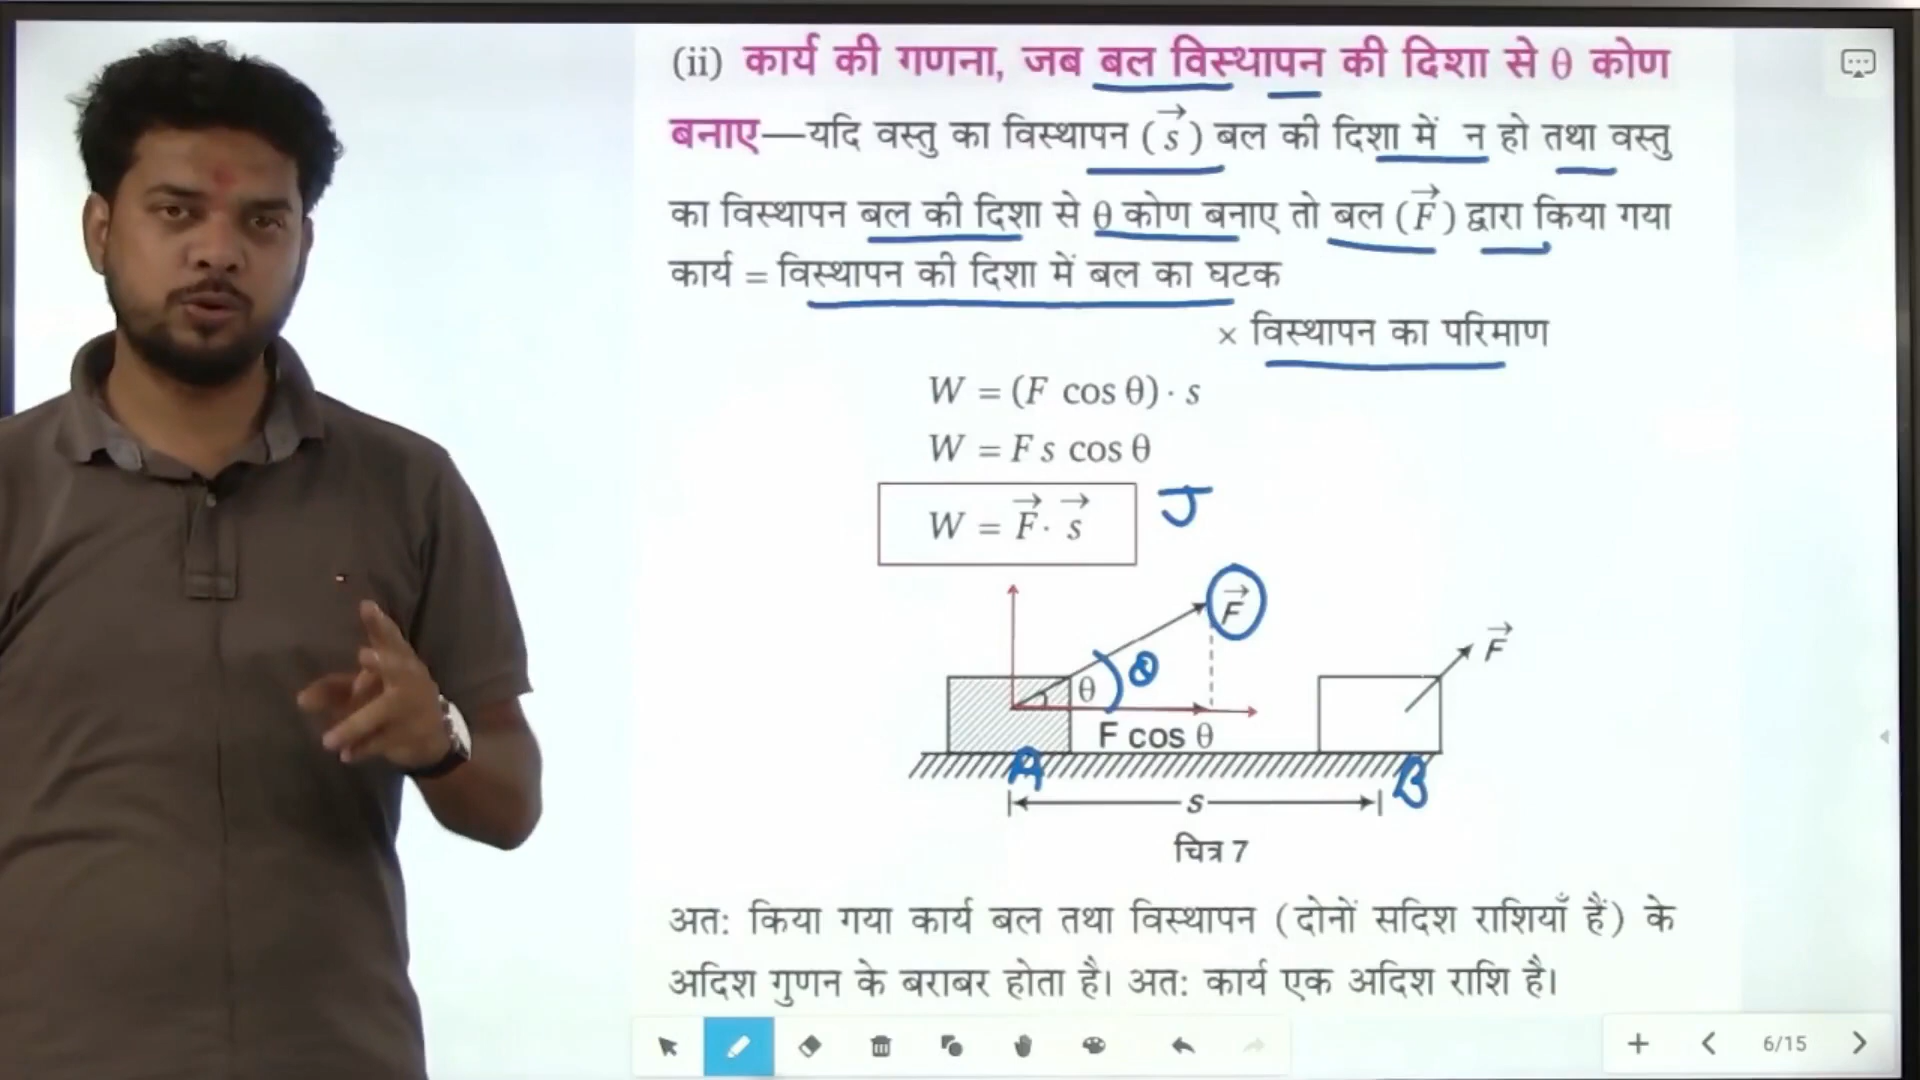 (ii) कार्य की गणना, जब बल विस्थापन की दिशा से θ कोण
बनाए—यदि वस्तु का विस्थापन (s⃗) बल की दिशा में न हो तथा वस्तु
का विस्थापन बल की दिशा से θ कोण बनाए तो बल (F⃗) द्वारा किया गया
कार्य = विस्थापन की दिशा में बल का घटक
× विस्थापन का परिमाण
W = (F cos θ) · s
W = F s cos θ
W = F⃗ · s⃗ J
F⃗
F⃗
θ θ
F cos θ
A B
s
चित्र 7
अतः किया गया कार्य बल तथा विस्थापन (दोनों सदिश राशियाँ हैं) के
अदिश गुणन के बराबर होता है। अतः कार्य एक अदिश राशि है।
6/15